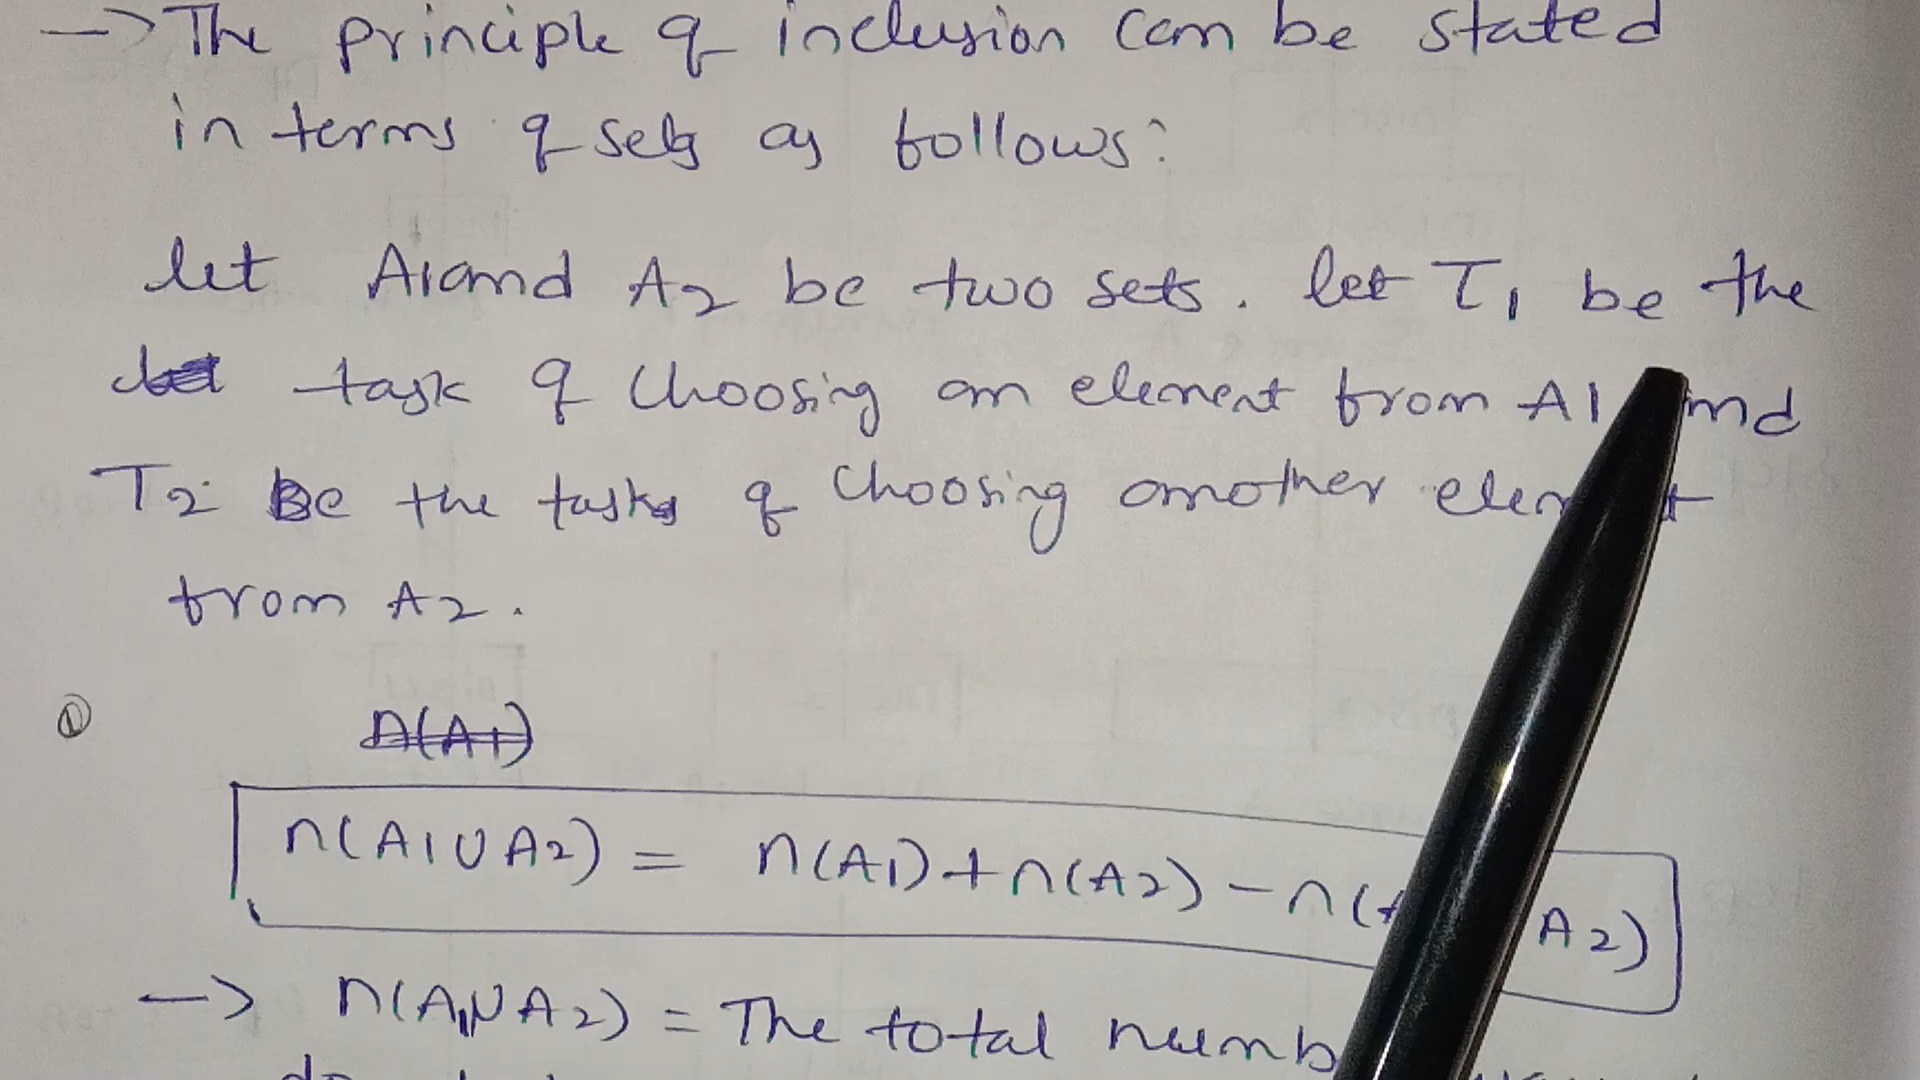 → The principle of inclusion can be stated
in terms of sets as follows:
let A1 and A2 be two sets. let T1 be the
task of choosing an element from A1 and
T2 Be the tasks of choosing another element
from A2.
①
n(A1)
n(A1 ∪ A2) = n(A1) + n(A2) - n( A2)
→ n(A1 ∪ A2) = The total